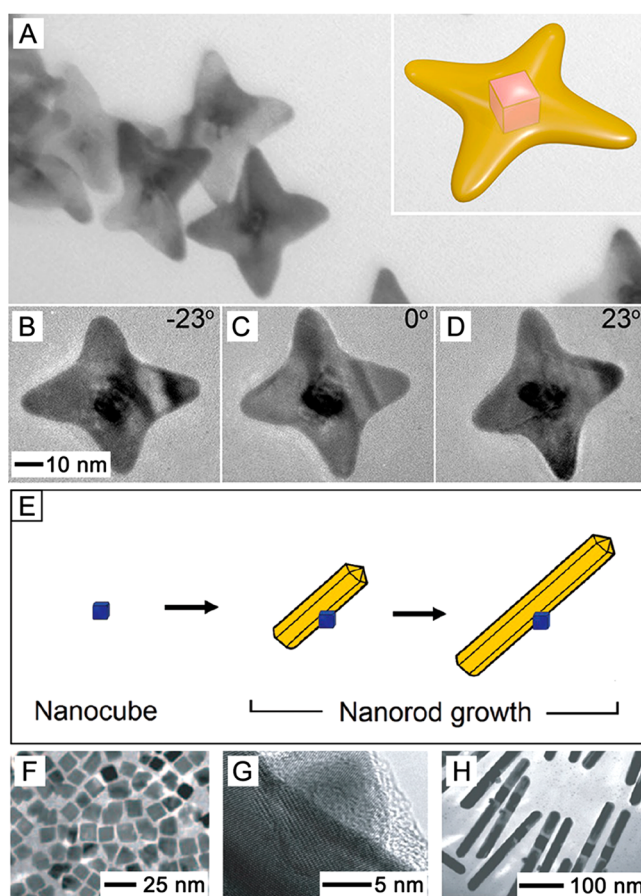 A
B
-23°
C
0°
D
23°
10 nm
E
Nanocube
Nanorod growth
F
25 nm
G
5 nm
H
100 nm